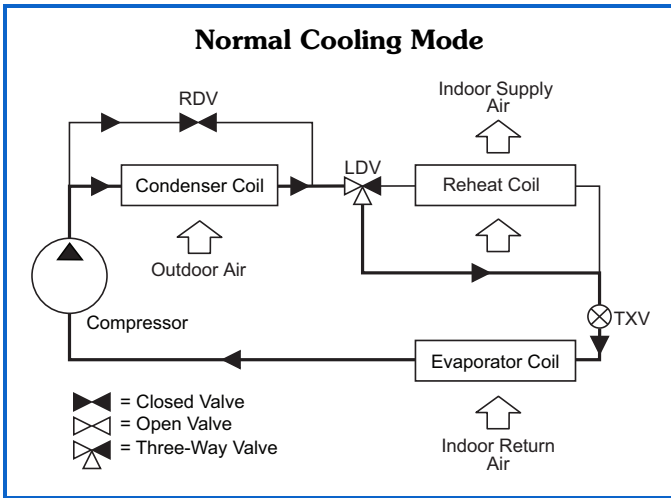 Normal Cooling Mode
RDV
Indoor Supply
Air
LDV
Condenser Coil
Reheat Coil
Outdoor Air
Compressor
TXV
Evaporator Coil
= Closed Valve
= Open Valve
= Three-Way Valve
Indoor Return
Air